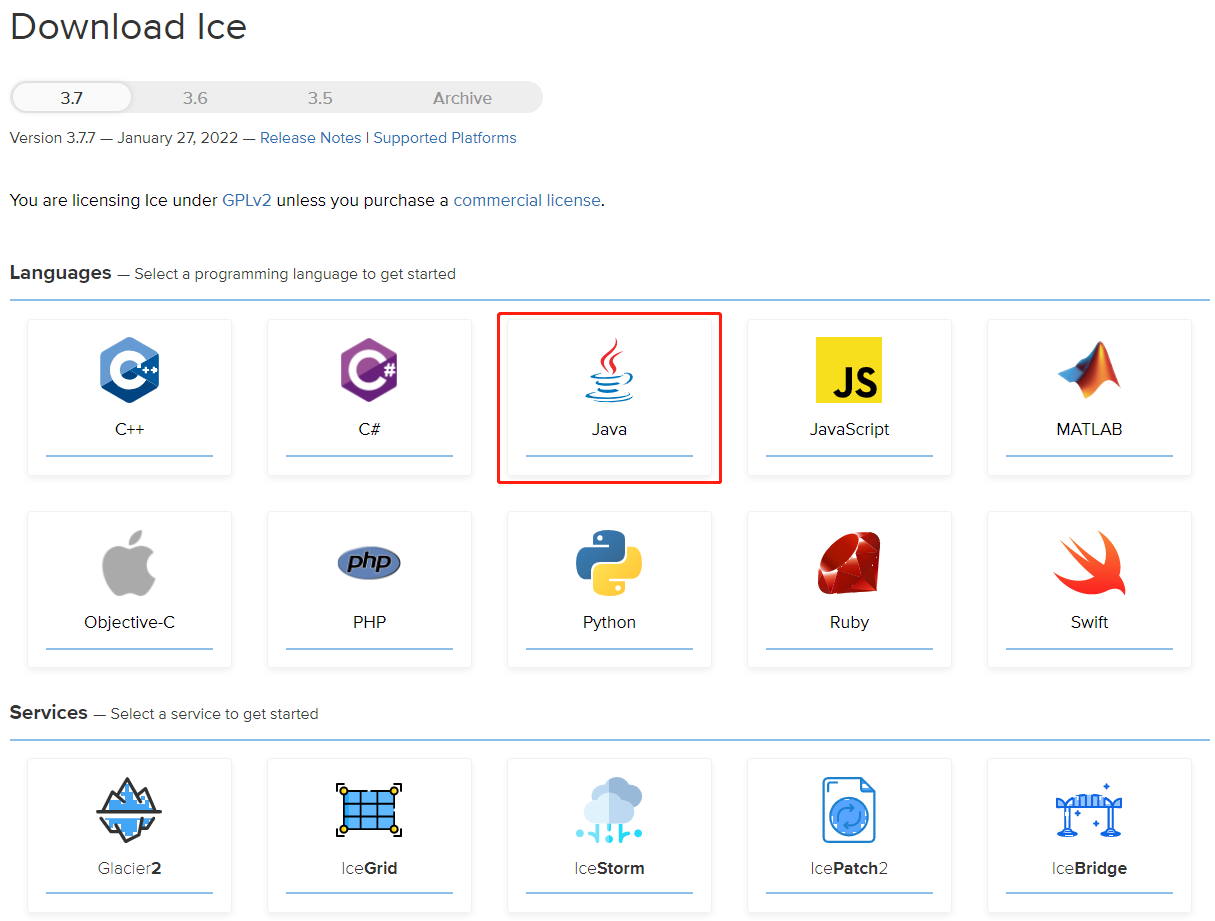 Download Ice
3.7 3.6 3.5 Archive
Version 3.7.7 — January 27, 2022 — Release Notes | Supported Platforms
You are licensing Ice under GPLv2 unless you purchase a commercial license.
Languages — Select a programming language to get started
C++
C#
JS
C++ C# Java JavaScript MATLAB
php
Objective-C PHP Python Ruby Swift
Services — Select a service to get started
Glacier2 IceGrid IceStorm IcePatch2 IceBridge